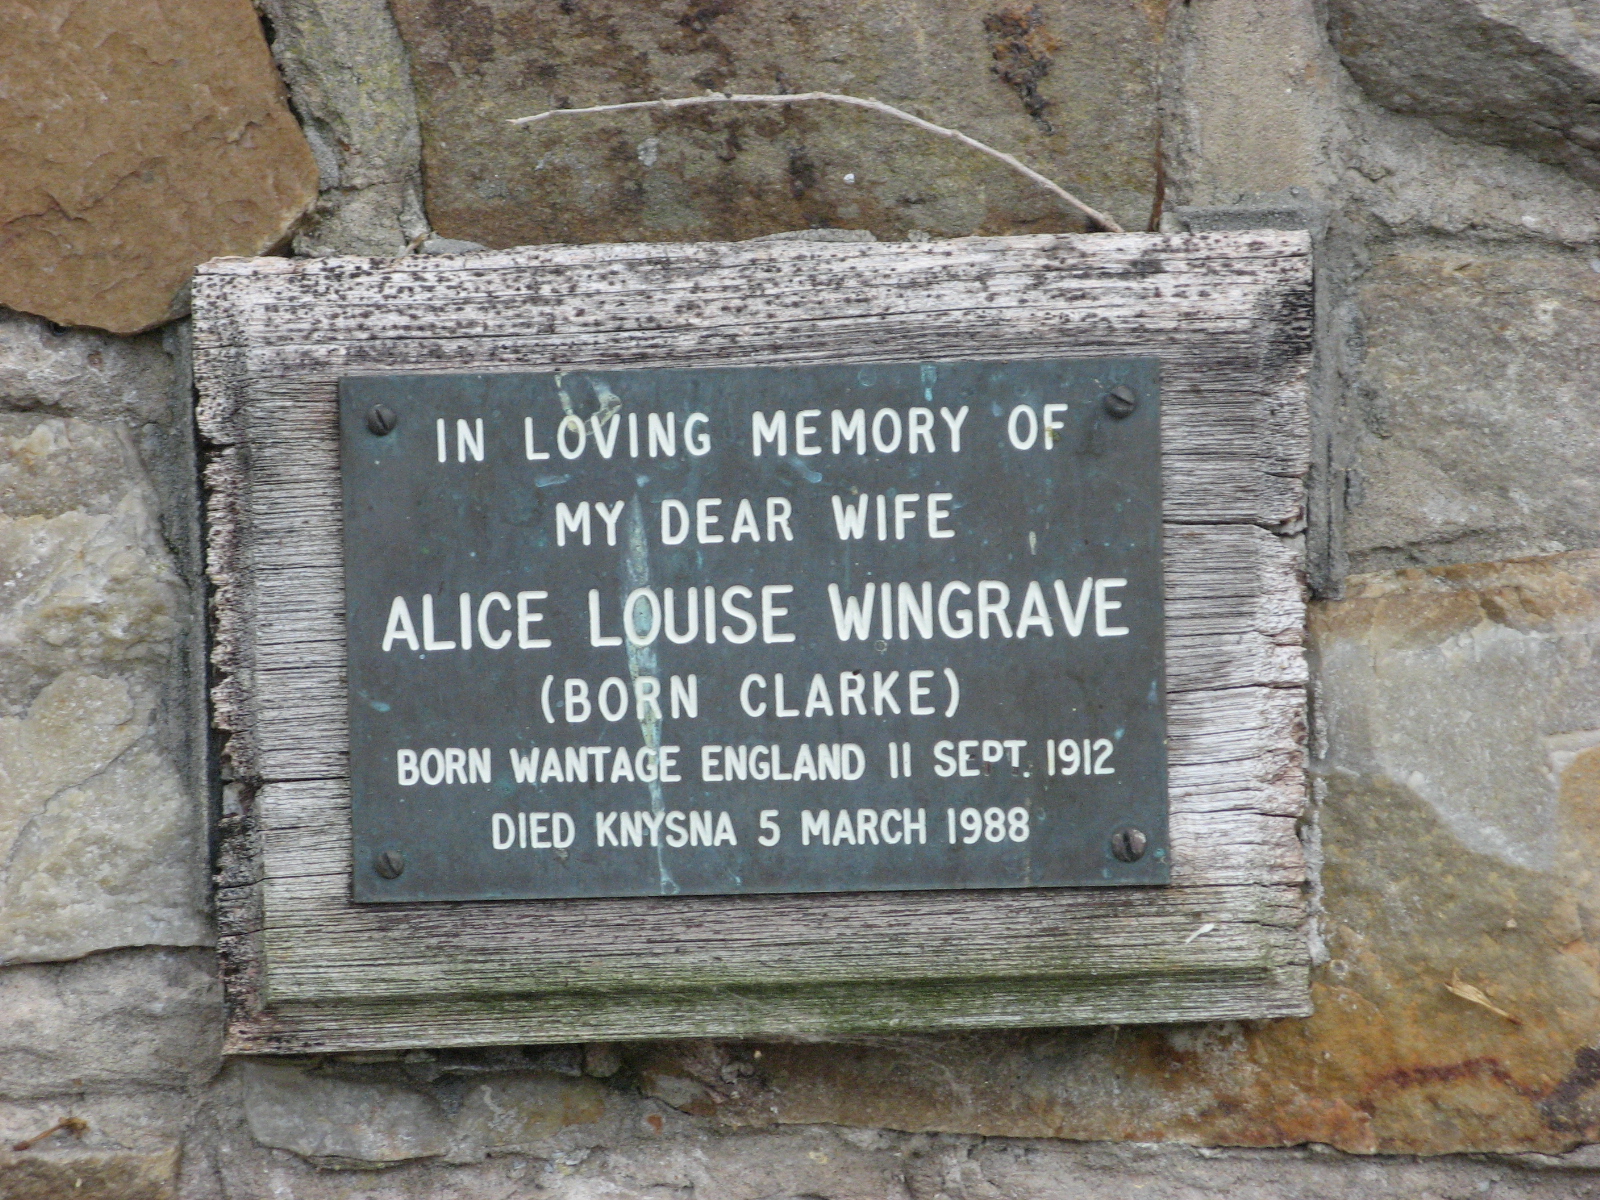 IN LOVING MEMORY OF
MY DEAR WIFE
ALICE LOUISE WINGRAVE
(BORN CLARKE)
BORN WANTAGE ENGLAND 11 SEPT. 1912
DIED KNYSNA 5 MARCH 1988